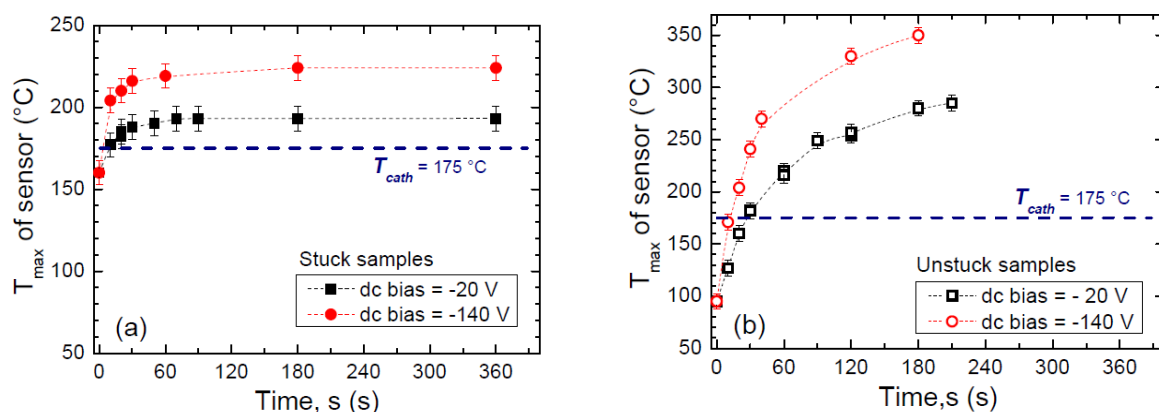 250
200
150
100
50
T_max of sensor (°C)
T_cath = 175 °C
Stuck samples
dc bias = -20 V
dc bias = -140 V
(a)
0 60 120 180 240 300 360
Time, s (s)
350
300
250
200
150
100
50
T_max of sensor (°C)
T_cath = 175 °C
Unstuck samples
dc bias = - 20 V
dc bias = -140 V
(b)
0 60 120 180 240 300 360
Time,s (s)